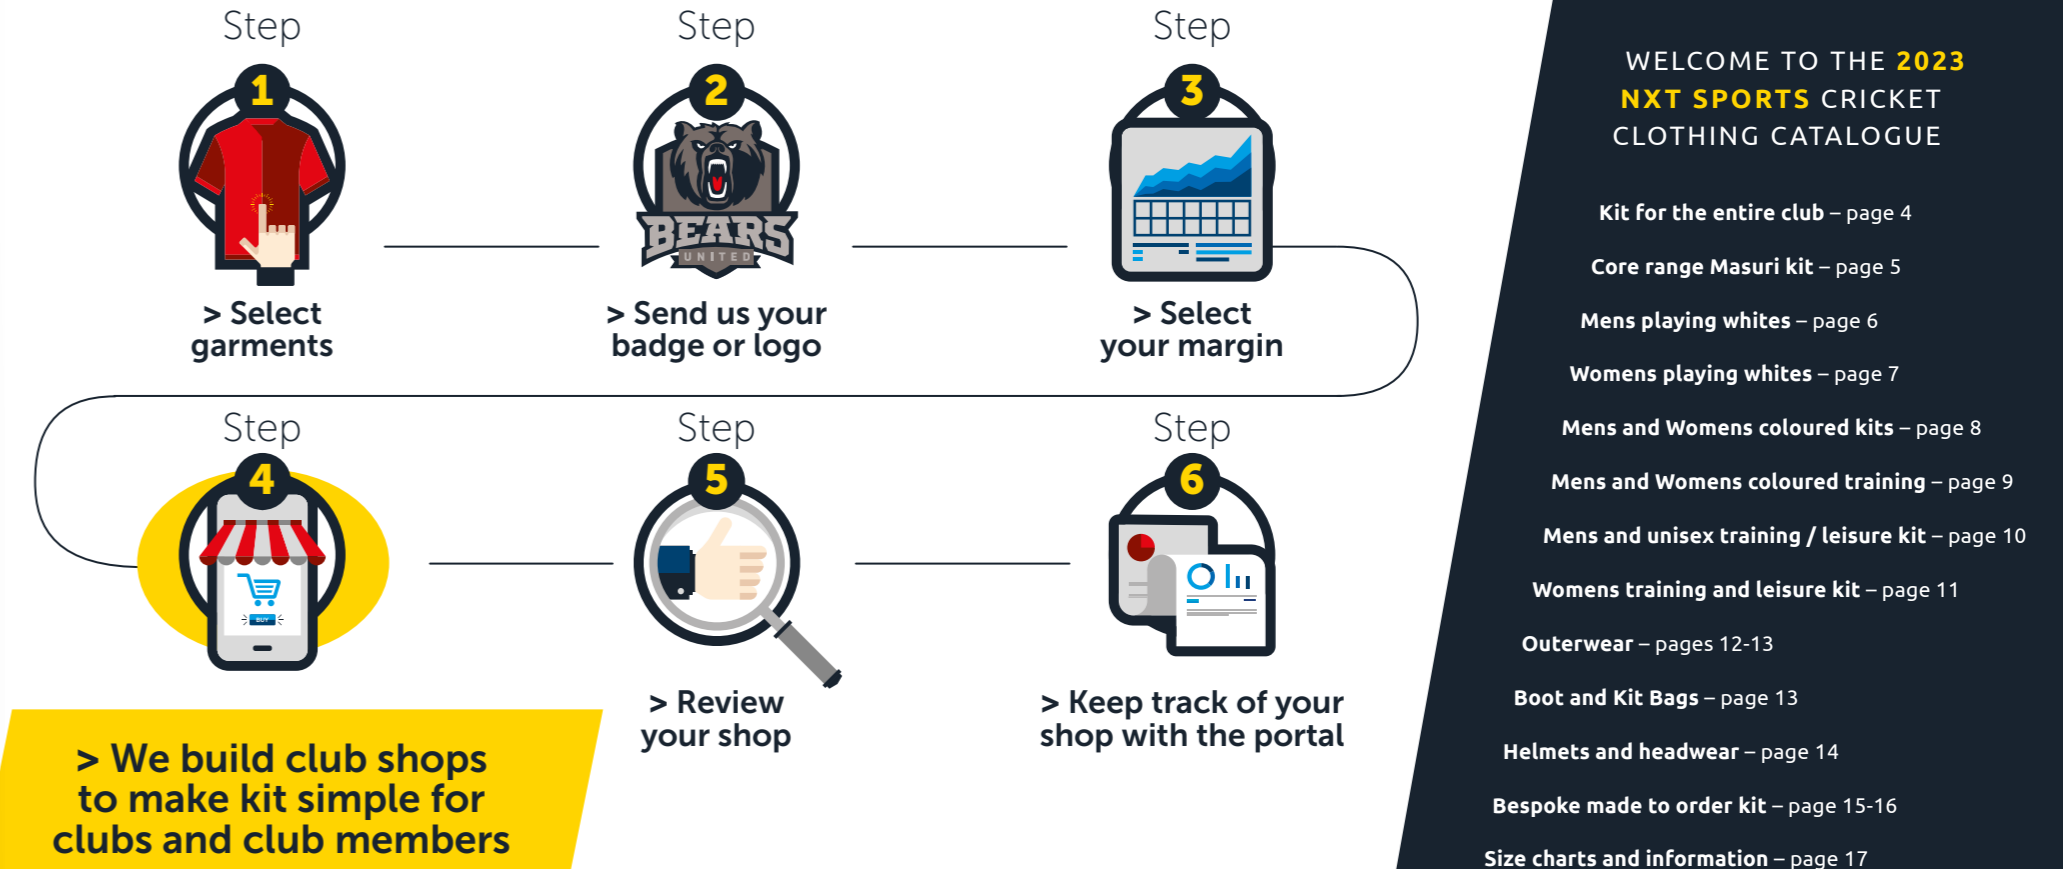 Step
1
> Select
garments
Step
2
BEARS
UNITED
> Send us your
badge or logo
Step
3
> Select
your margin
Step
4
BUY
> We build club shops
to make kit simple for
clubs and club members
Step
5
> Review
your shop
Step
6
> Keep track of your
shop with the portal
WELCOME TO THE 2023
NXT SPORTS CRICKET
CLOTHING CATALOGUE
Kit for the entire club – page 4
Core range Masuri kit – page 5
Mens playing whites – page 6
Womens playing whites – page 7
Mens and Womens coloured kits – page 8
Mens and Womens coloured training – page 9
Mens and unisex training / leisure kit – page 10
Womens training and leisure kit – page 11
Outerwear – pages 12-13
Boot and Kit Bags – page 13
Helmets and headwear – page 14
Bespoke made to order kit – page 15-16
Size charts and information – page 17